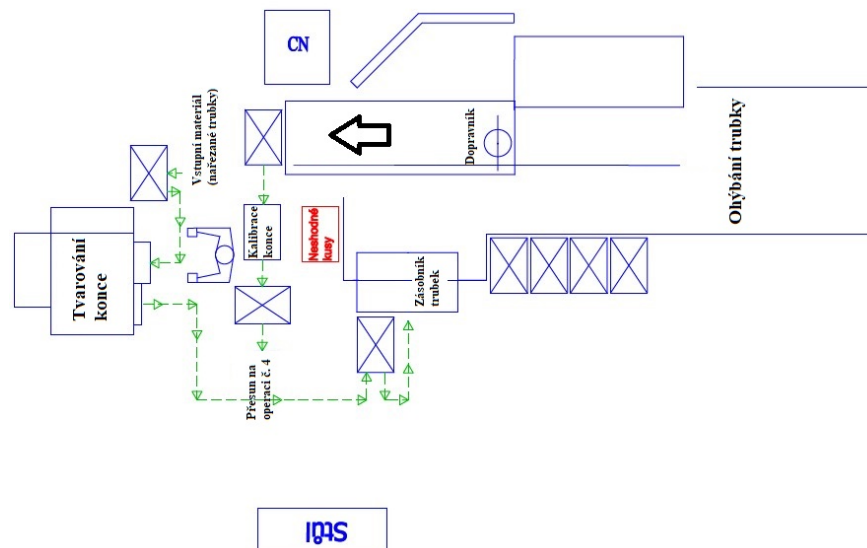 CN
Vstupní materiál
(nařezané trubky)
Dopravník
Ohýbání trubky
Neshodné
kusy
Kalibrace
konce
Tvarování
konce
Zásobník
trubek
Přesun na
operaci č. 4
Stůl